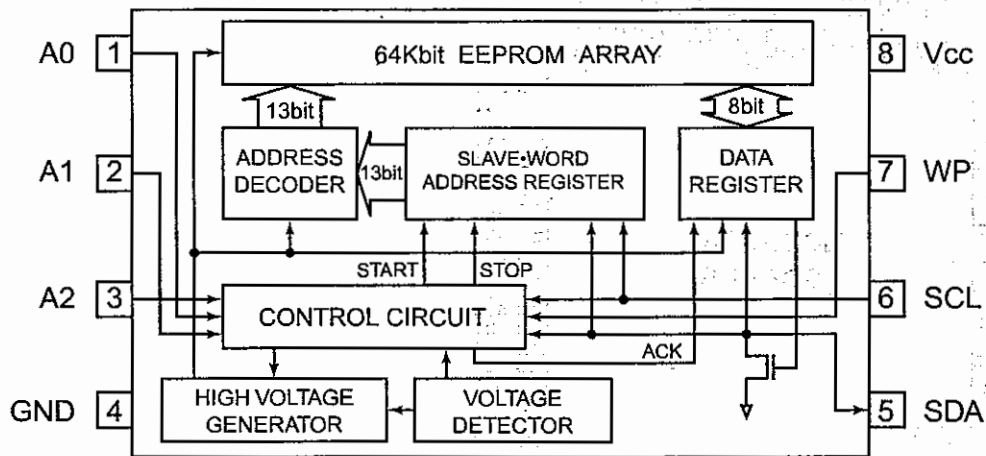 A0 1
64Kbit EEPROM ARRAY
8 Vcc
13bit
8bit
A1 2
ADDRESS
DECODER
13bit
SLAVE•WORD
ADDRESS REGISTER
DATA
REGISTER
7 WP
START
STOP
A2 3
CONTROL CIRCUIT
6 SCL
ACK
GND 4
HIGH VOLTAGE
GENERATOR
VOLTAGE
DETECTOR
5 SDA